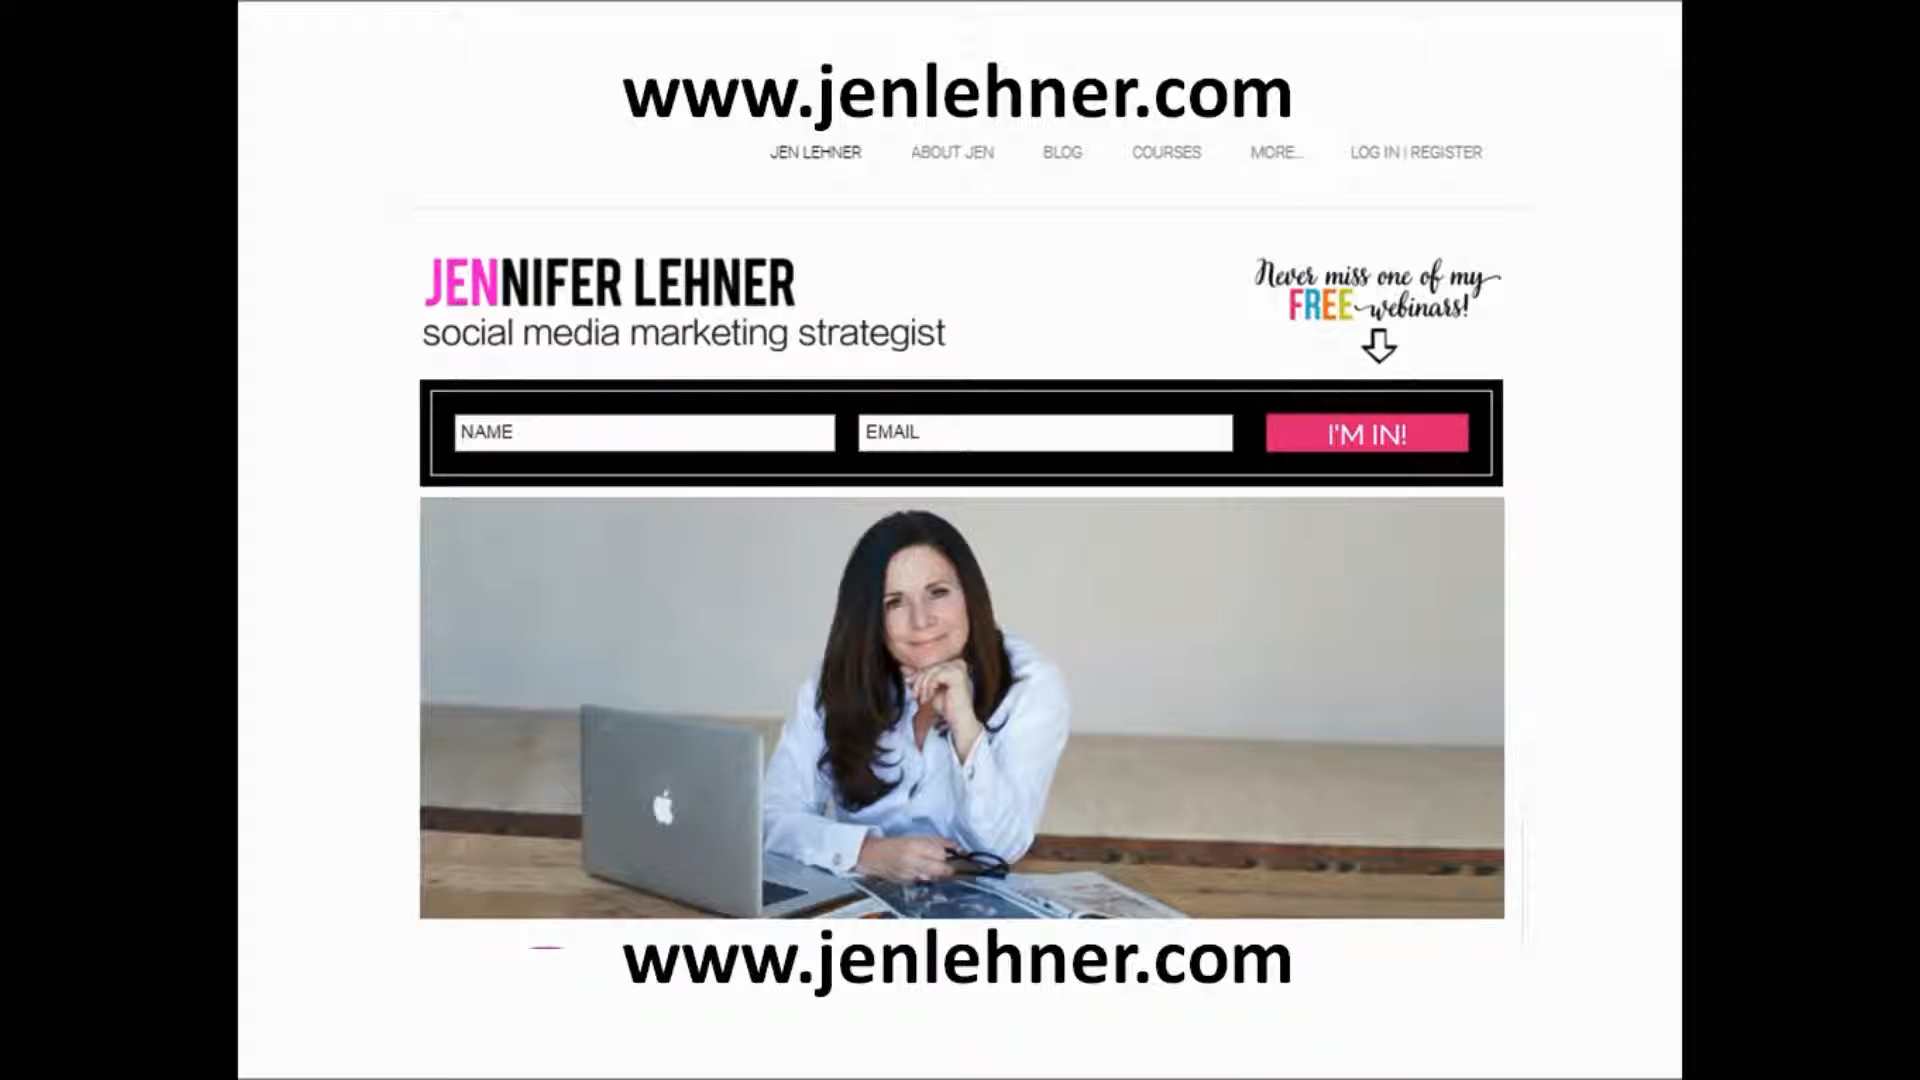 www.jenlehner.com
JEN LEHNER ABOUT JEN BLOG COURSES MORE... LOG IN | REGISTER
JENNIFER LEHNER
social media marketing strategist
Never miss one of my
FREE webinars!
NAME EMAIL I'M IN!
www.jenlehner.com